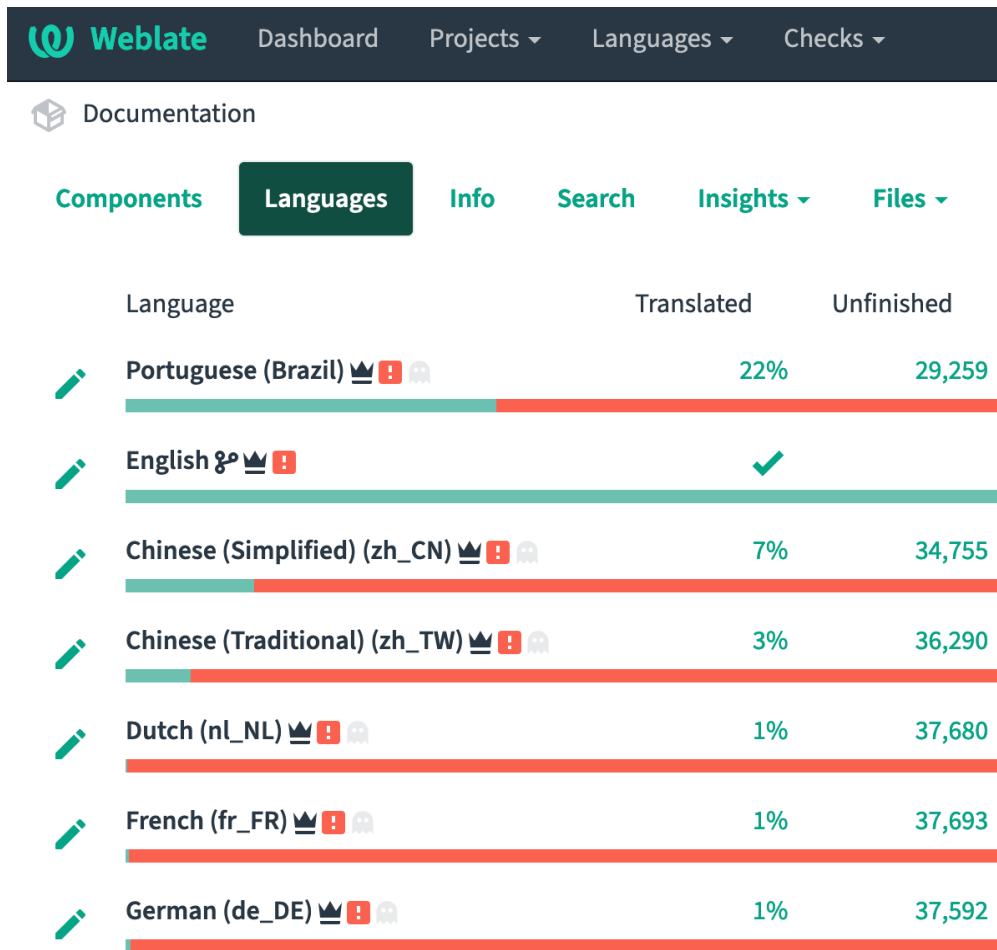 Weblate Dashboard Projects Languages Checks
Documentation
Components Languages Info Search Insights Files
Language Translated Unfinished
Portuguese (Brazil) 22% 29,259
English
Chinese (Simplified) (zh_CN) 7% 34,755
Chinese (Traditional) (zh_TW) 3% 36,290
Dutch (nl_NL) 1% 37,680
French (fr_FR) 1% 37,693
German (de_DE) 1% 37,592